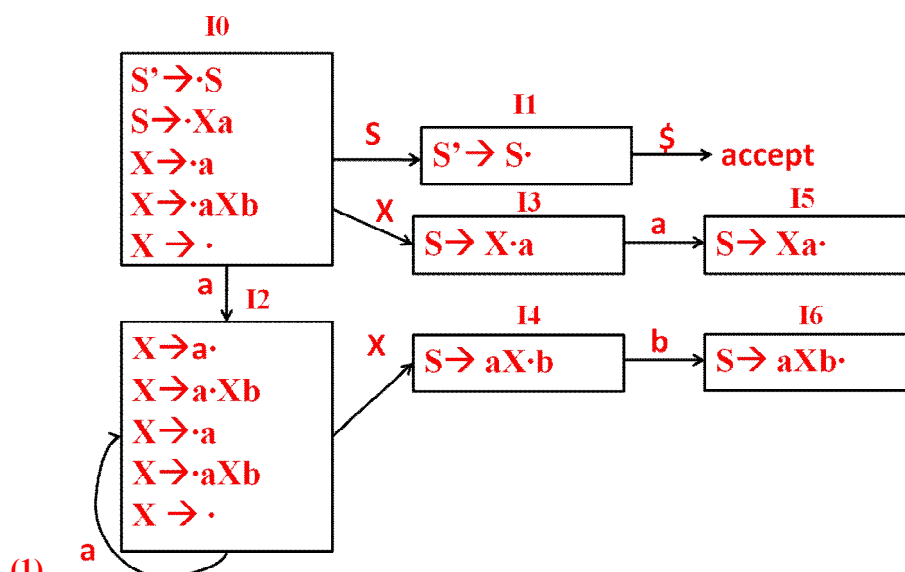 I0
S’ → ·S
S→·Xa
X→·a
X→·aXb
X → ·
S
I1
S’ → S·
$
accept
X
I3
S→ X·a
a
I5
S→ Xa·
a
I2
X→a·
X→a·Xb
X→·a
X→·aXb
X → ·
X
I4
S→ aX·b
b
I6
S→ aXb·
a
(1)